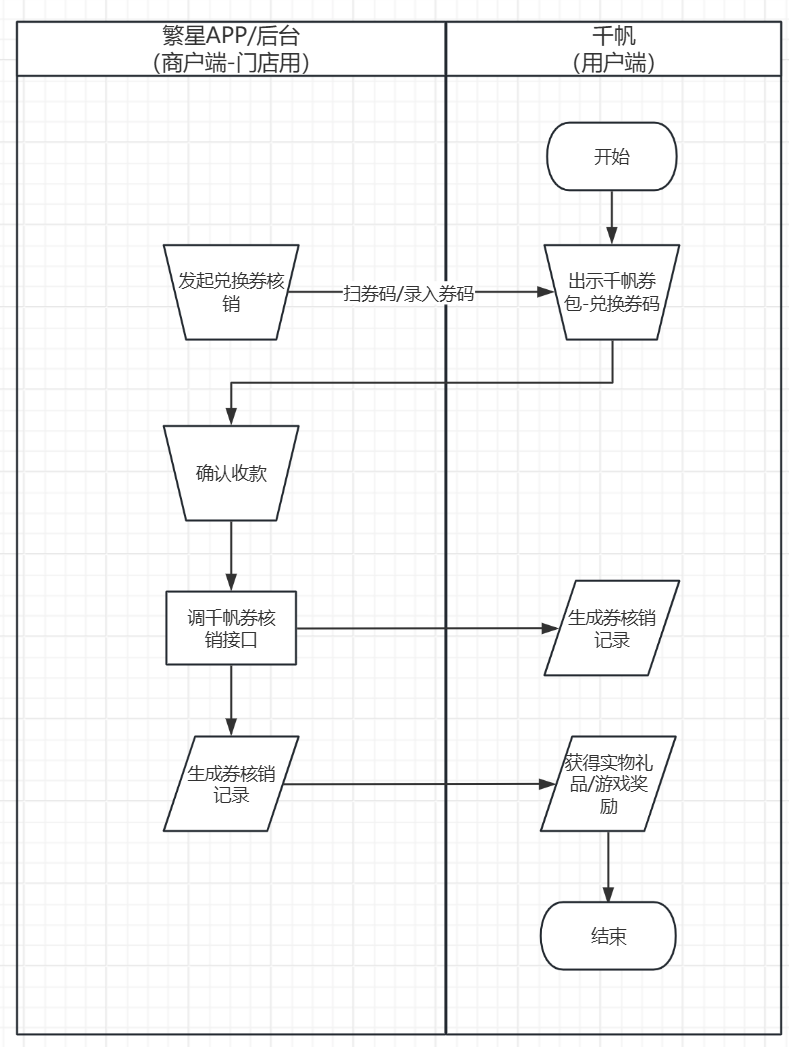 繁星APP/后台
(商户端-门店用)
千帆
(用户端)
开始
发起兑换券核
销
扫券码/录入券码
出示千帆券
包-兑换券码
确认收款
调千帆券核
销接口
生成券核销
记录
生成券核销
记录
获得实物礼
品/游戏奖
励
结束